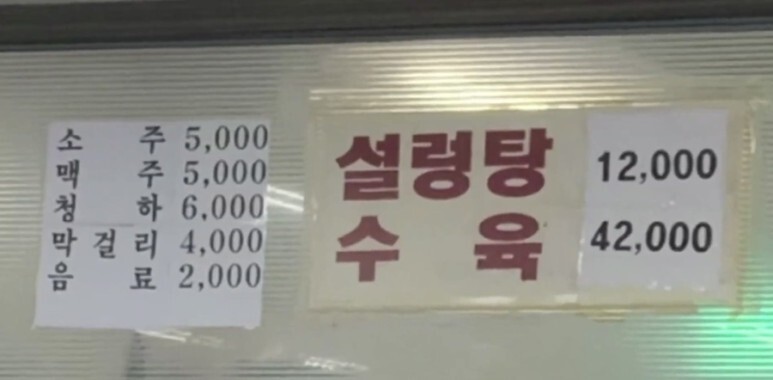 소 주 5,000
맥 주 5,000
청 하 6,000
막 걸 리 4,000
음 료 2,000
설렁탕 12,000
수 육 42,000